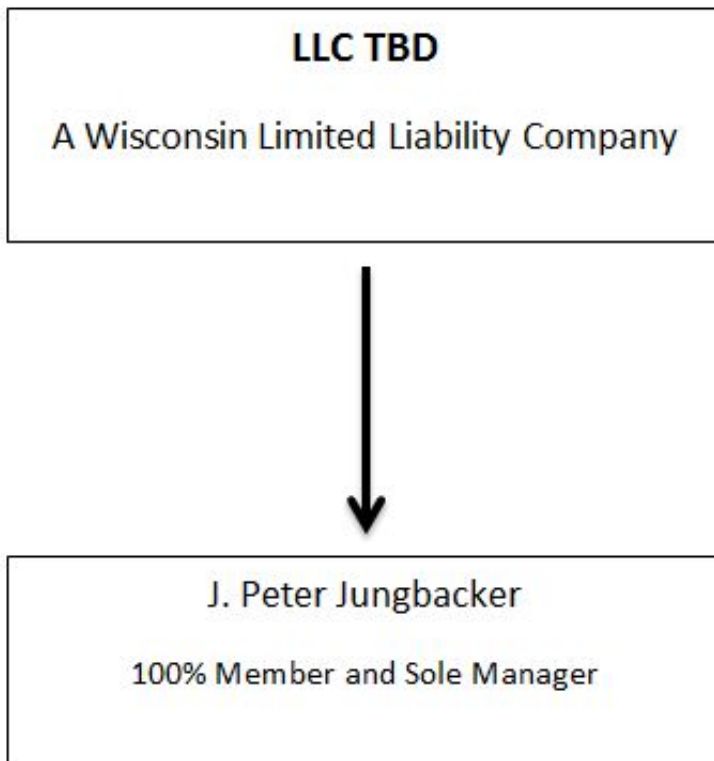 LLC TBD
A Wisconsin Limited Liability Company
J. Peter Jungbacker
100% Member and Sole Manager